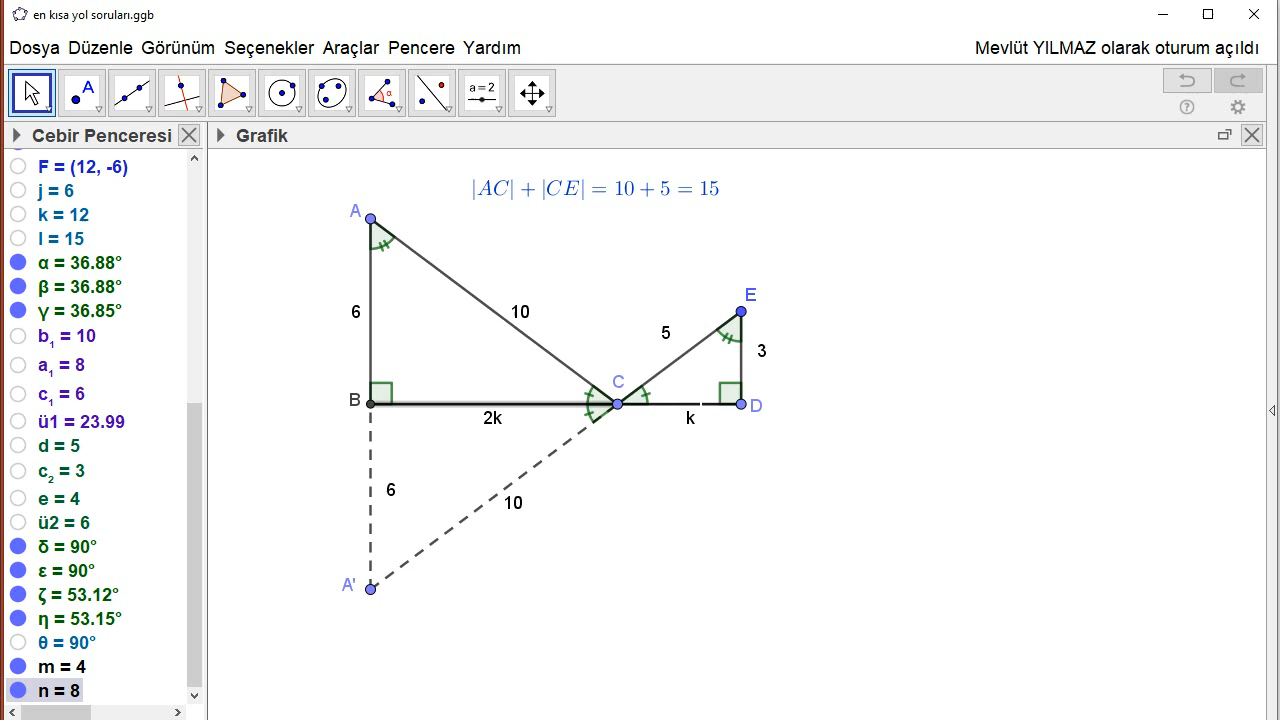 en kısa yol soruları.ggb
Dosya Düzenle Görünüm Seçenekler Araçlar Pencere Yardım
Mevlüt YILMAZ olarak oturum açıldı
A
α
a = 2
Cebir Penceresi
Grafik
F = (12, -6)
j = 6
k = 12
l = 15
α = 36.88°
β = 36.88°
γ = 36.85°
b₁ = 10
a₁ = 8
c₁ = 6
ü1 = 23.99
d = 5
c₂ = 3
e = 4
ü2 = 6
δ = 90°
ε = 90°
ζ = 53.12°
η = 53.15°
θ = 90°
m = 4
n = 8
|AC| + |CE| = 10 + 5 = 15
A
E
6
10
5
3
C
B
D
2k
k
6
10
A'